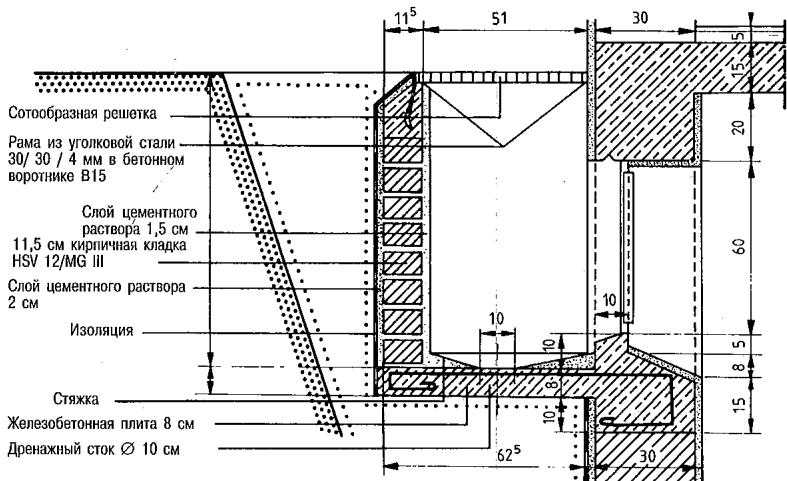 11⁵ 51 30
5
15
20
Сотообразная решетка
Рама из уголковой стали
30/ 30 / 4 мм в бетонном
воротнике B15
Слой цементного
раствора 1,5 см
11,5 см кирпичная кладка
HSV 12/MG III
Слой цементного раствора
2 см
60
10
10
Изоляция
10
5
8
8
Стяжка
15
10
Железобетонная плита 8 см
Дренажный сток Ø 10 см
62⁵ 30